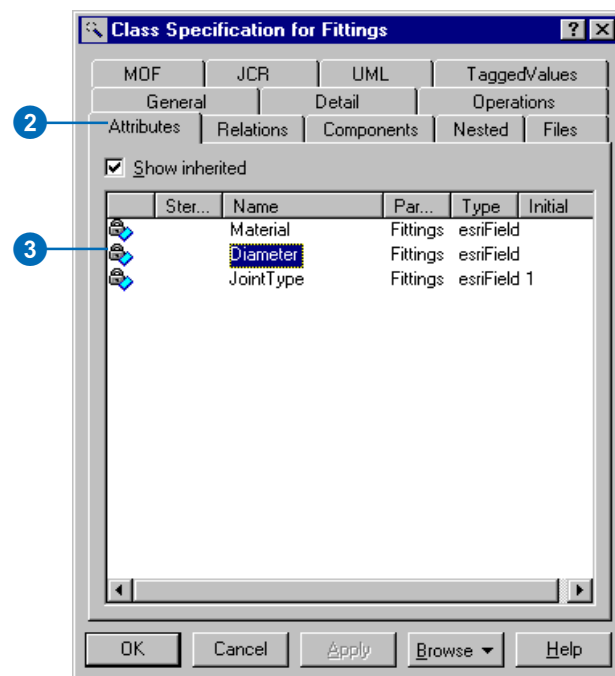 Class Specification for Fittings
MOF JCR UML TaggedValues
General Detail Operations
2
Attributes Relations Components Nested Files
Show inherited
Ster... Name Par... Type Initial
Material Fittings esriField
3
Diameter Fittings esriField
JointType Fittings esriField 1
OK Cancel Apply Browse Help